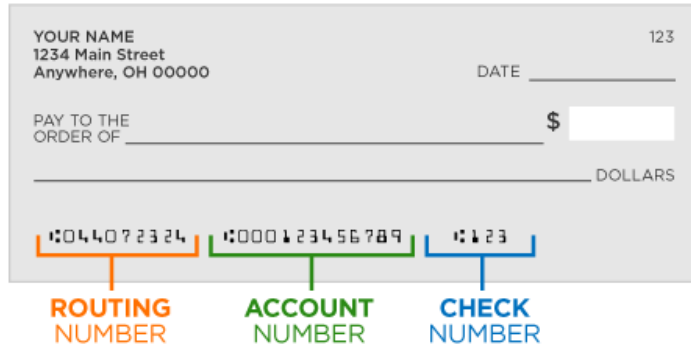 YOUR NAME 123
1234 Main Street
Anywhere, OH 00000 DATE
PAY TO THE
ORDER OF $
DOLLARS
⑆044072324 ⑆000123456789 ⑆123
ROUTING NUMBER
ACCOUNT NUMBER
CHECK NUMBER